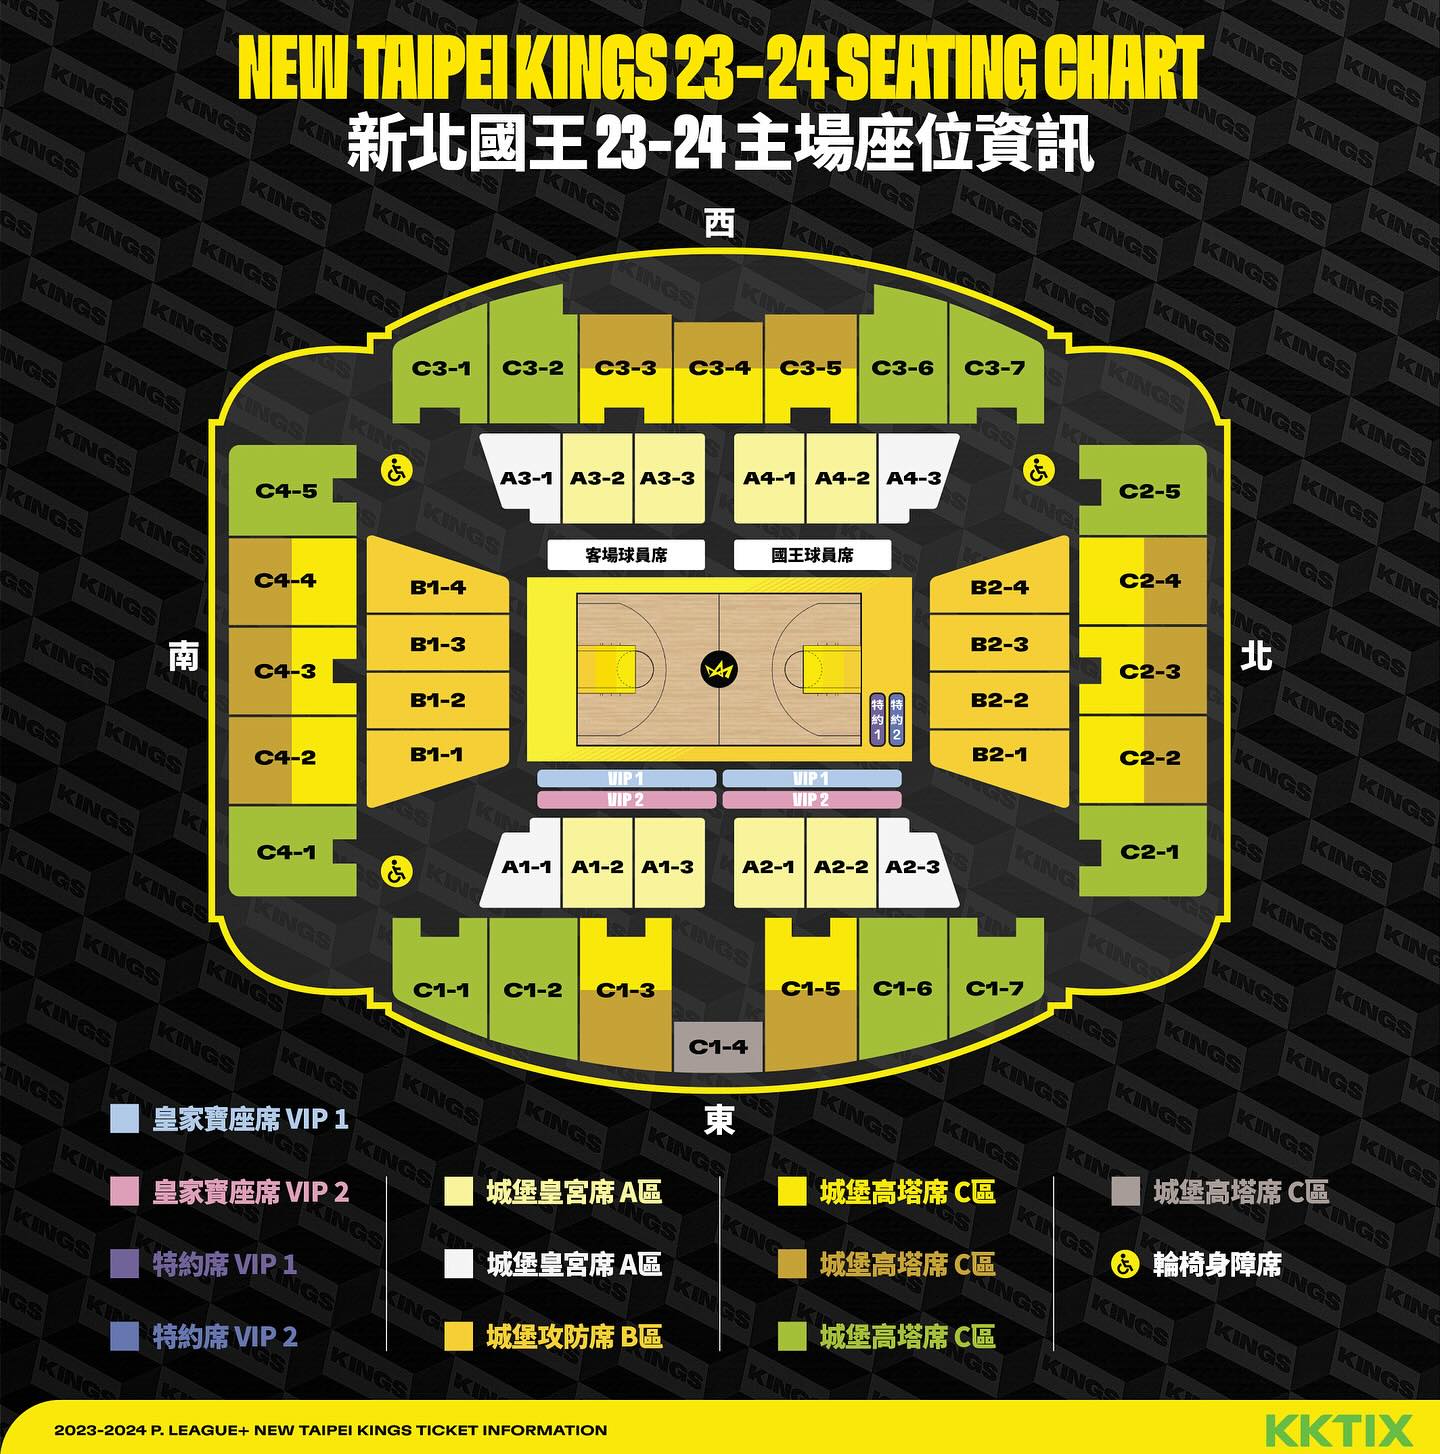 NEW TAIPEI KINGS 23-24 SEATING CHART
新北國王 23-24 主場座位資訊
西
C3-1 C3-2 C3-3 C3-4 C3-5 C3-6 C3-7
A3-1 A3-2 A3-3 A4-1 A4-2 A4-3
C4-5 C2-5
客場球員席 國王球員席
C4-4 B1-4 B2-4 C2-4
南 C4-3 B1-3 B2-3 C2-3 北
B1-2 特約1 特約2 B2-2
C4-2 B1-1 B2-1 C2-2
VIP 1 VIP 1
VIP 2 VIP 2
C4-1 A1-1 A1-2 A1-3 A2-1 A2-2 A2-3 C2-1
C1-1 C1-2 C1-3 C1-5 C1-6 C1-7
C1-4
東
皇家寶座席 VIP 1
皇家寶座席 VIP 2
特約席 VIP 1
特約席 VIP 2
城堡皇宮席 A區
城堡皇宮席 A區
城堡攻防席 B區
城堡高塔席 C區
城堡高塔席 C區
城堡高塔席 C區
城堡高塔席 C區
輪椅身障席
2023-2024 P. LEAGUE+ NEW TAIPEI KINGS TICKET INFORMATION
KKTIX